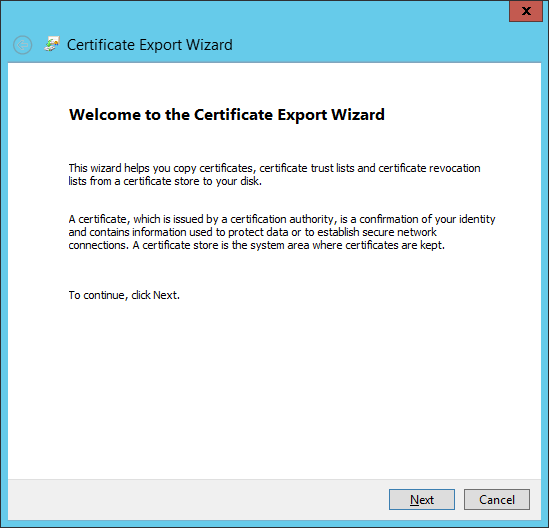 Certificate Export Wizard
Welcome to the Certificate Export Wizard
This wizard helps you copy certificates, certificate trust lists and certificate revocation
lists from a certificate store to your disk.
A certificate, which is issued by a certification authority, is a confirmation of your identity
and contains information used to protect data or to establish secure network
connections. A certificate store is the system area where certificates are kept.
To continue, click Next.
Next
Cancel